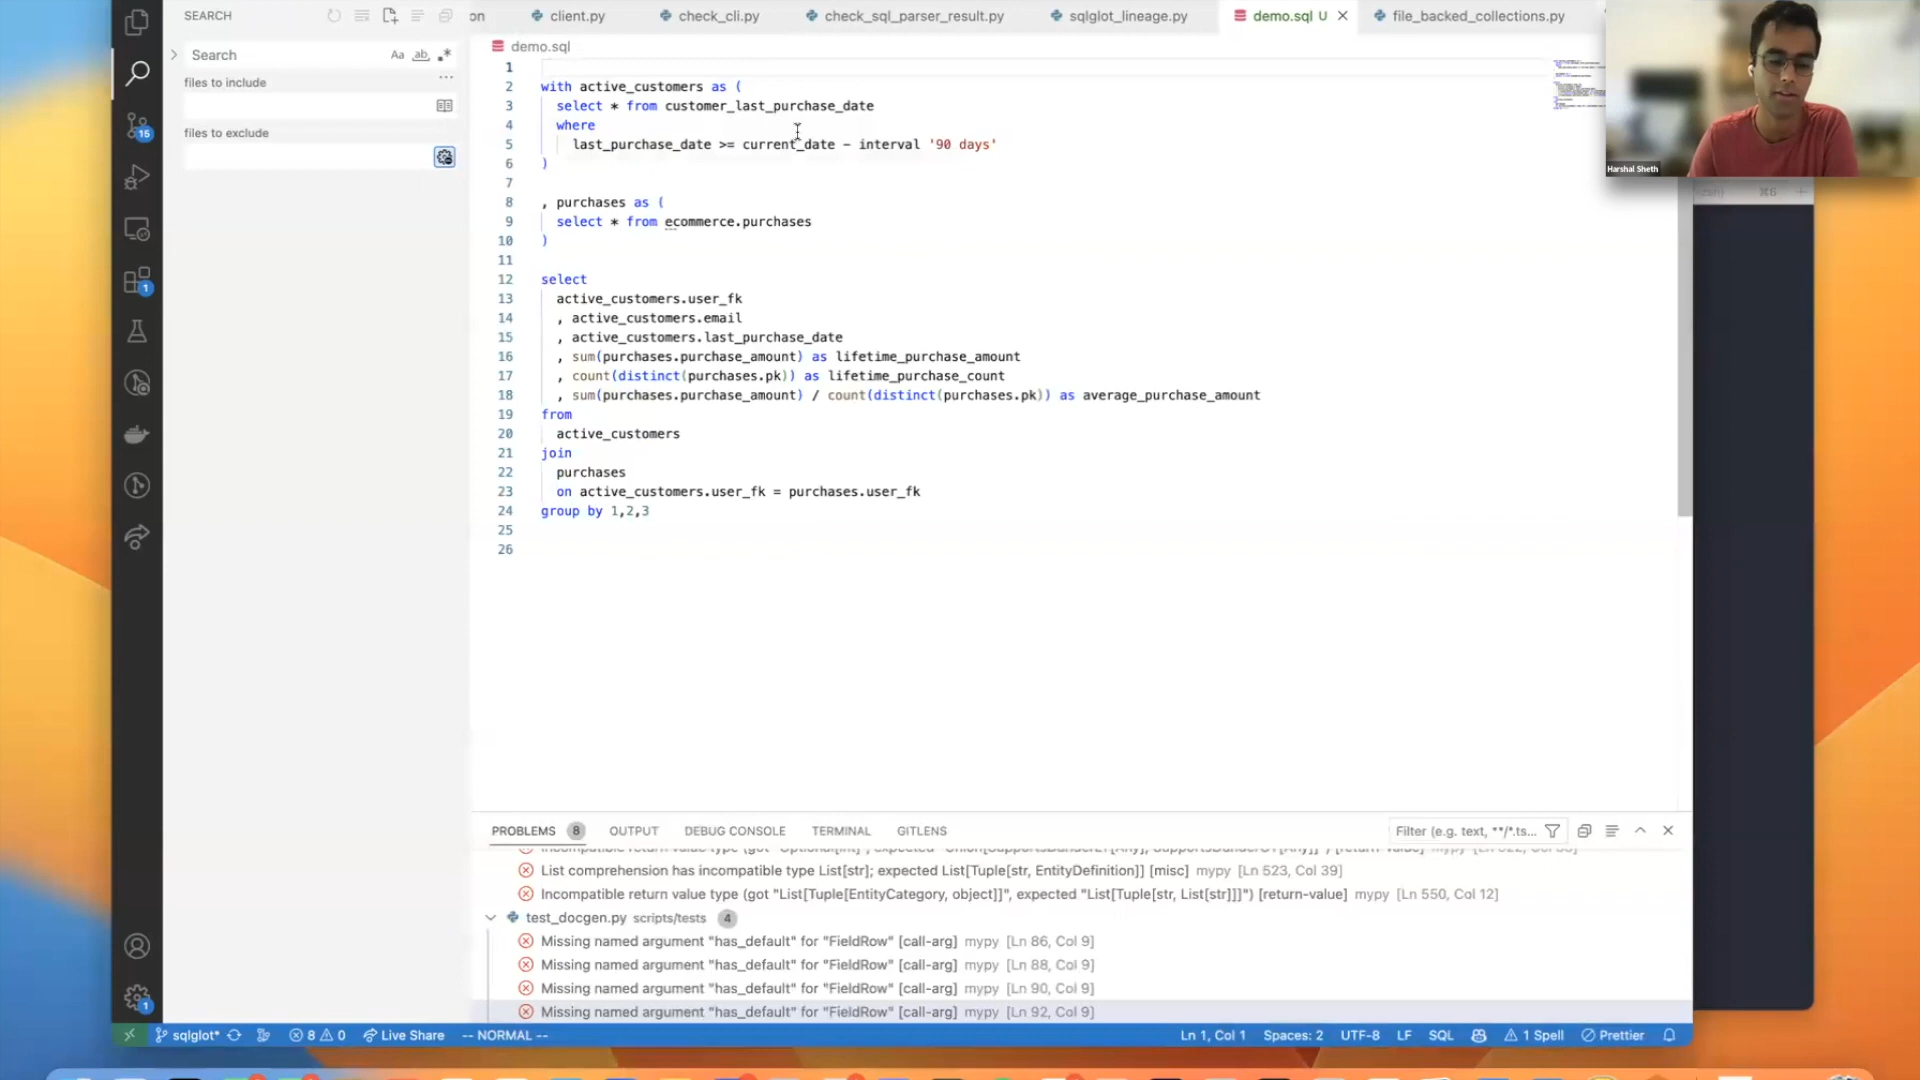 SEARCH
on
client.py
check_cli.py
check_sql_parser_result.py
sqlglot_lineage.py
demo.sql U
file_backed_collections.py
Search
Aa
ab
files to include
files to exclude
demo.sql
15
1
1
2 with active_customers as (
3 select * from customer_last_purchase_date
4 where
5 last_purchase_date >= current_date - interval '90 days'
6 )
7
8 , purchases as (
9 select * from ecommerce.purchases
10 )
11
12 select
13 active_customers.user_fk
14 , active_customers.email
15 , active_customers.last_purchase_date
16 , sum(purchases.purchase_amount) as lifetime_purchase_amount
17 , count(distinct(purchases.pk)) as lifetime_purchase_count
18 , sum(purchases.purchase_amount) / count(distinct(purchases.pk)) as average_purchase_amount
19 from
20 active_customers
21 join
22 purchases
23 on active_customers.user_fk = purchases.user_fk
24 group by 1,2,3
25
26
Harshal Sheth
⌘6
PROBLEMS 8
OUTPUT
DEBUG CONSOLE
TERMINAL
GITLENS
Filter (e.g. text, **/*.ts...
List comprehension has incompatible type List[str]; expected List[Tuple[str, EntityDefinition]] [misc] mypy [Ln 523, Col 39]
Incompatible return value type (got "List[Tuple[EntityCategory, object]]", expected "List[Tuple[str, List[str]]]") [return-value] mypy [Ln 550, Col 12]
test_docgen.py scripts/tests 4
Missing named argument "has_default" for "FieldRow" [call-arg] mypy [Ln 86, Col 9]
Missing named argument "has_default" for "FieldRow" [call-arg] mypy [Ln 88, Col 9]
Missing named argument "has_default" for "FieldRow" [call-arg] mypy [Ln 90, Col 9]
Missing named argument "has_default" for "FieldRow" [call-arg] mypy [Ln 92, Col 9]
1
sqlglot*
8 0
Live Share
-- NORMAL --
Ln 1, Col 1
Spaces: 2
UTF-8
LF
SQL
1 Spell
Prettier